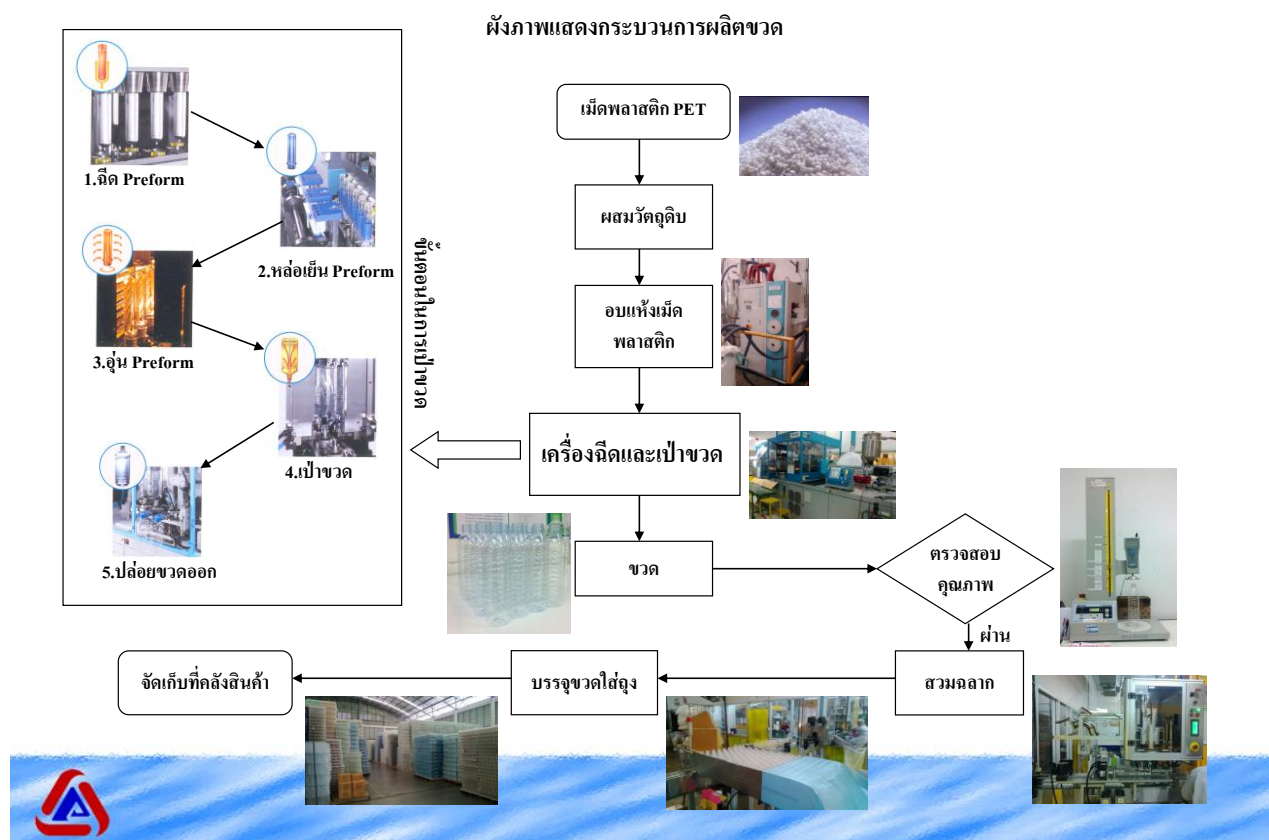 ผังภาพแสดงกระบวนการผลิตขวด
1.ฉีด Preform
2.หล่อเย็น Preform
3.อุ่น Preform
4.เป่าขวด
5.ปล่อยขวดออก
ขั้นตอนในการเป่าขวด
เม็ดพลาสติก PET
ผสมวัตถุดิบ
อบแห้งเม็ด
พลาสติก
เครื่องฉีดและเป่าขวด
ขวด
ตรวจสอบ
คุณภาพ
ผ่าน
สวมฉลาก
บรรจุขวดใส่ถุง
จัดเก็บที่คลังสินค้า